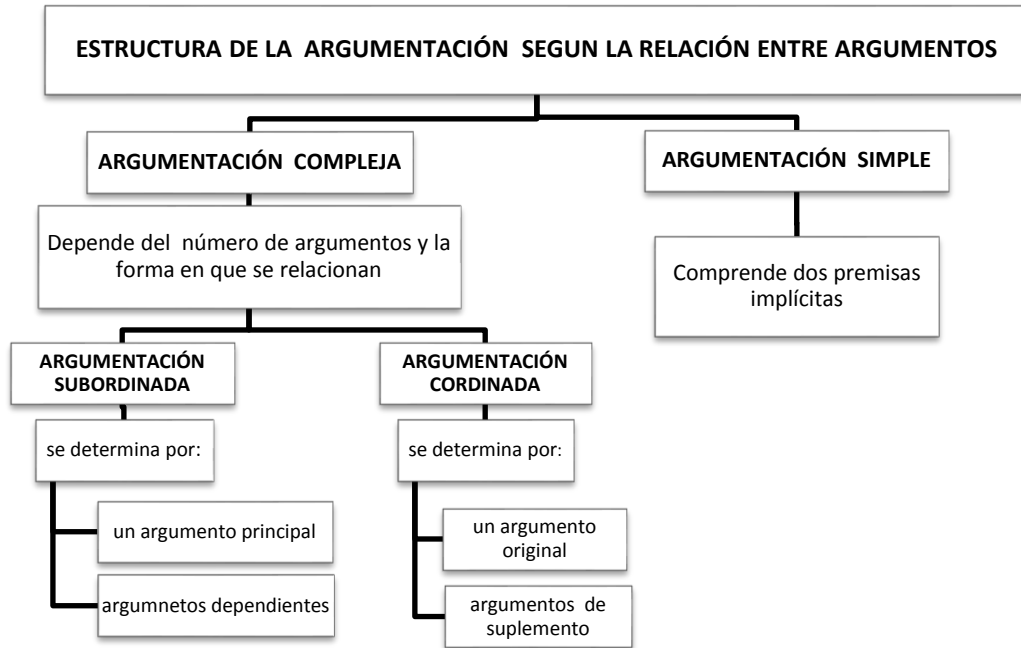 ESTRUCTURA DE LA ARGUMENTACIÓN SEGUN LA RELACIÓN ENTRE ARGUMENTOS
ARGUMENTACIÓN COMPLEJA
Depende del número de argumentos y la
forma en que se relacionan
ARGUMENTACIÓN
SUBORDINADA
se determina por:
un argumento principal
argumnetos dependientes
ARGUMENTACIÓN
CORDINADA
se determina por:
un argumento
original
argumentos de
suplemento
ARGUMENTACIÓN SIMPLE
Comprende dos premisas
implícitas